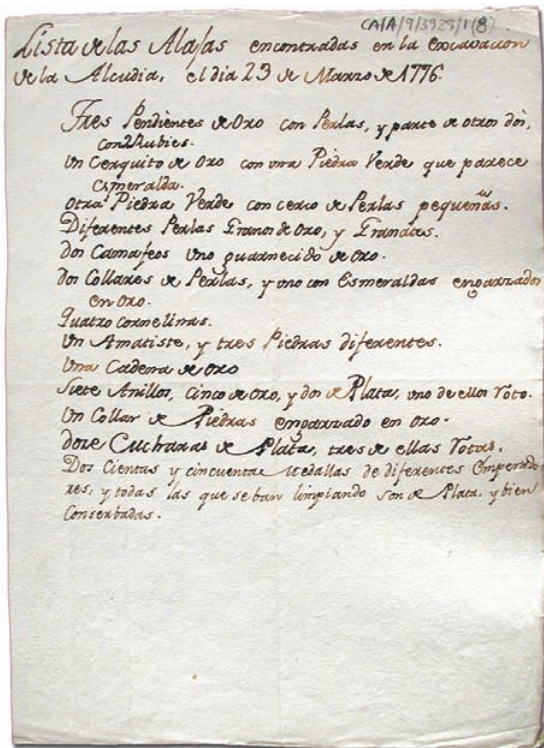 CAIA/9/3929/1(8)
Lista de las Alajas encontradas en la excavacion
de la Alcudia, el dia 23 de Marzo de 1776.
Tres Pendientes de Oro con Perlas, y parte de otros dos,
con Rubies.
Un Cerquito de Oro con una Piedra Verde que parece
Esmeralda.
Otra Piedra Verde con cerco de Perlas pequeñas.
Diferentes Perlas Granos de oro, y Granates.
Dos Camafeos Uno guarnecido de oro.
Dos Collares de Perlas, y uno con Esmeraldas engarzados
en oro.
Quatro cornelinas.
Un Amatiste, y tres Piedras diferentes.
Una Cadena de oro
Siete Anillos, cinco de oro, y dos de Plata, uno de ellos Roto.
Un Collar de Piedras engarzado en oro.
Doze Cucharas de Plata, tres de ellas Rotas.
Dos Cientas y cincuenta Medallas de diferentes Emperado
res, y todas las que se ban limpiando son de Plata, y bien
Conserbadas.